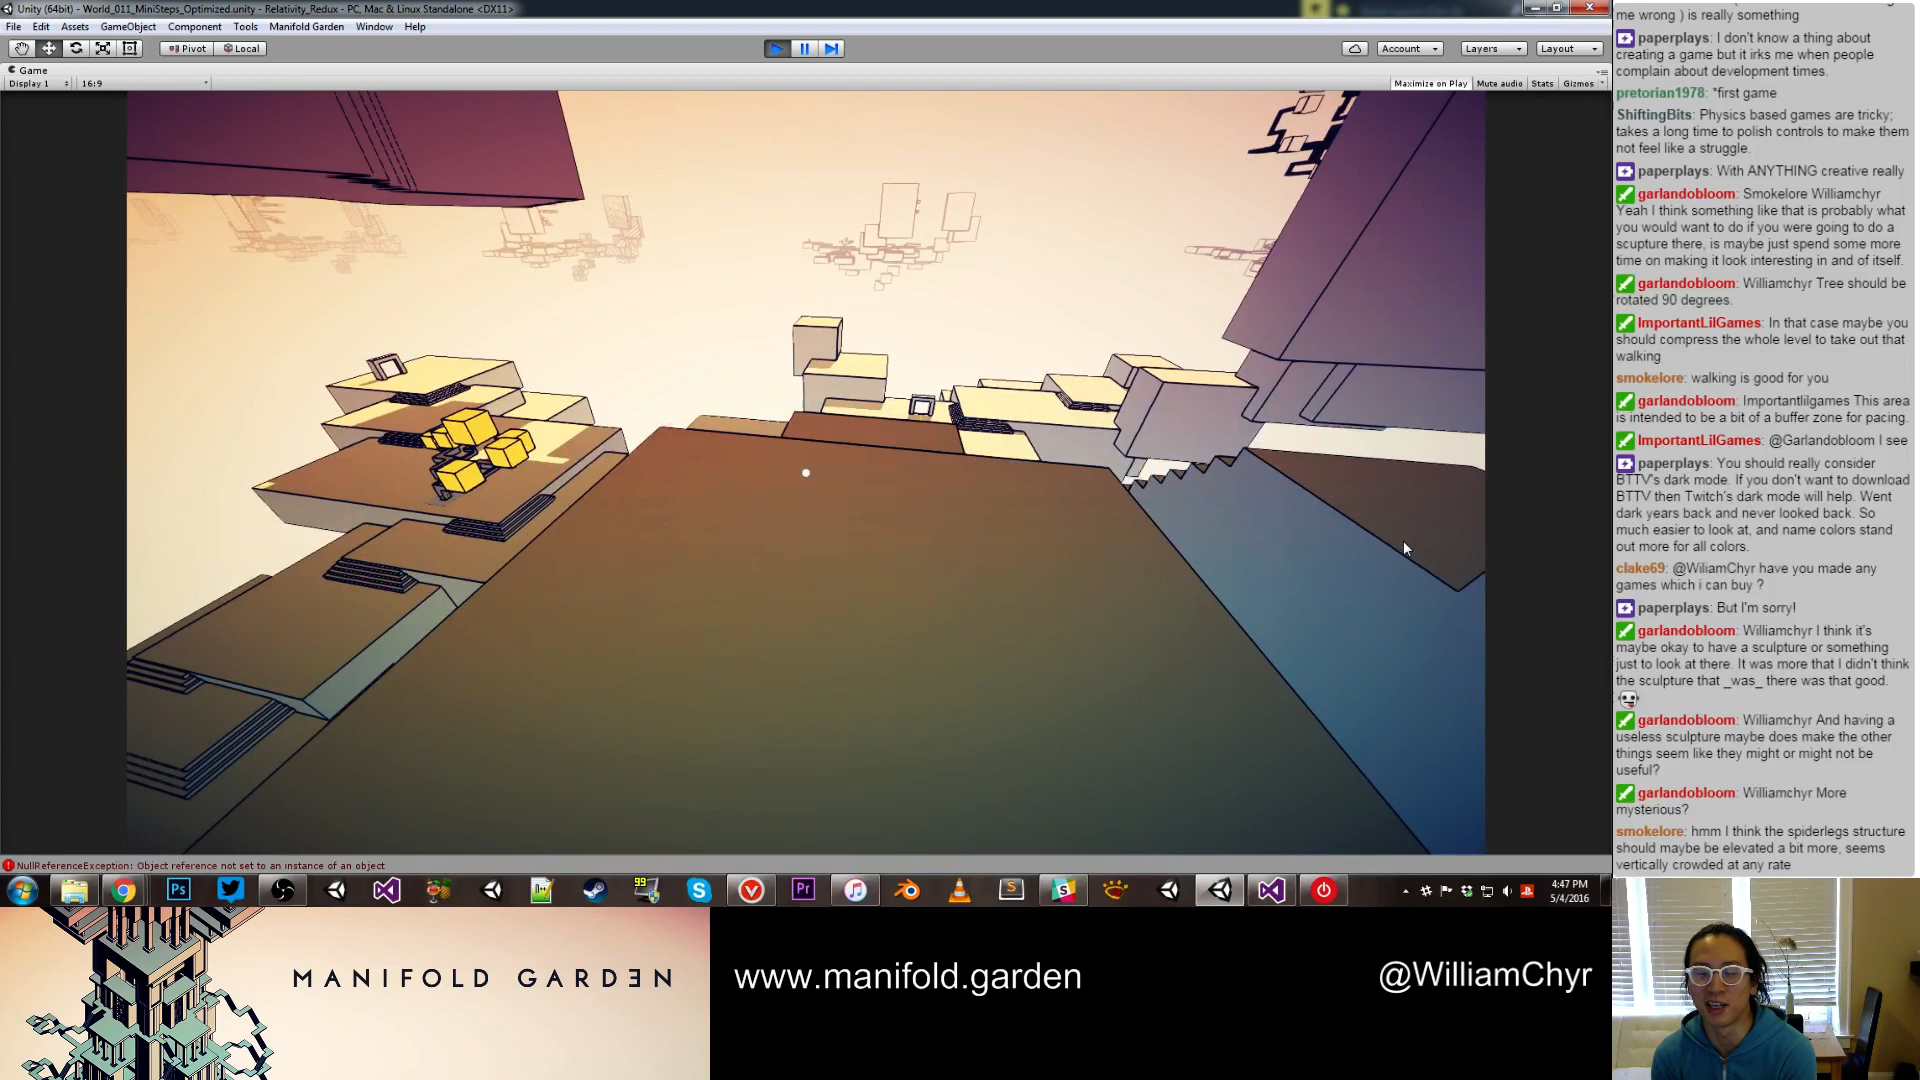 Unity (64bit) - World_011_MiniSteps_Optimized.unity - Relativity_Redux - PC, Mac & Linux Standalone <DX11>
File Edit Assets GameObject Component Tools Manifold Garden Window Help
Pivot Local Account Layers Layout
Game
Display 1 16:9 Maximize on Play Mute audio Stats Gizmos
me wrong ) is really something
paperplays: I don't know a thing about
creating a game but it irks me when people
complain about development times.
pretorian1978: *first game
ShiftingBits: Physics based games are tricky;
takes a long time to polish controls to make them
not feel like a struggle.
paperplays: With ANYTHING creative really
garlandobloom: Smokelore Williamchyr
Yeah I think something like that is probably what
you would want to do if you were going to do a
scupture there, is maybe just spend some more
time on making it look interesting in and of itself.
garlandobloom: Williamchyr Tree should be
rotated 90 degrees.
ImportantLilGames: In that case maybe you
should compress the whole level to take out that
walking
smokelore: walking is good for you
garlandobloom: Importantlilgames This area
is intended to be a bit of a buffer zone for pacing.
ImportantLilGames: @Garlandobloom I see
paperplays: You should really consider
BTTV's dark mode. If you don't want to download
BTTV then Twitch's dark mode will help. Went
dark years back and never looked back. So
much easier to look at, and name colors stand
out more for all colors.
clake69: @WiliamChyr have you made any
games which i can buy ?
paperplays: But I'm sorry!
garlandobloom: Williamchyr I think it's
maybe okay to have a sculpture or something
just to look at there. It was more that I didn't think
the sculpture that _was_ there was that good.
garlandobloom: Williamchyr And having a
useless sculpture maybe does make the other
things seem like they might or might not be
useful?
garlandobloom: Williamchyr More
mysterious?
smokelore: hmm I think the spiderlegs structure
should maybe be elevated a bit more, seems
vertically crowded at any rate
NullReferenceException: Object reference not set to an instance of an object
Ps 99 Pr S
4:47 PM
5/4/2016
MANIFOLD GARDƎN
www.manifold.garden
@WilliamChyr